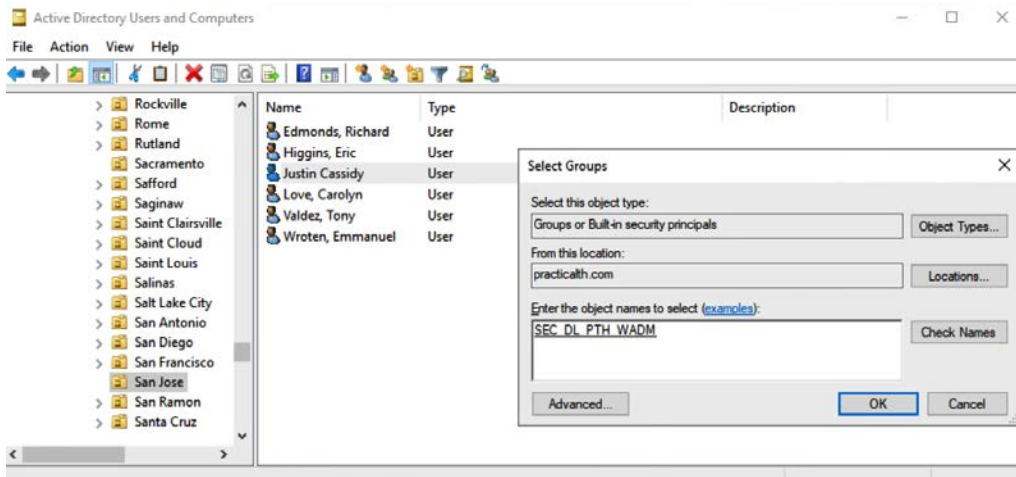 Active Directory Users and Computers
File Action View Help
Rockville
Rome
Rutland
Sacramento
Safford
Saginaw
Saint Clairsville
Saint Cloud
Saint Louis
Salinas
Salt Lake City
San Antonio
San Diego
San Francisco
San Jose
San Ramon
Santa Cruz
Name Type Description
Edmonds, Richard User
Higgins, Eric User
Justin Cassidy User
Love, Carolyn User
Valdez, Tony User
Wroten, Emmanuel User
Select Groups
Select this object type:
Groups or Built-in security principals Object Types...
From this location:
practicalth.com Locations...
Enter the object names to select (examples):
SEC_DL_PTH_WADM Check Names
Advanced... OK Cancel